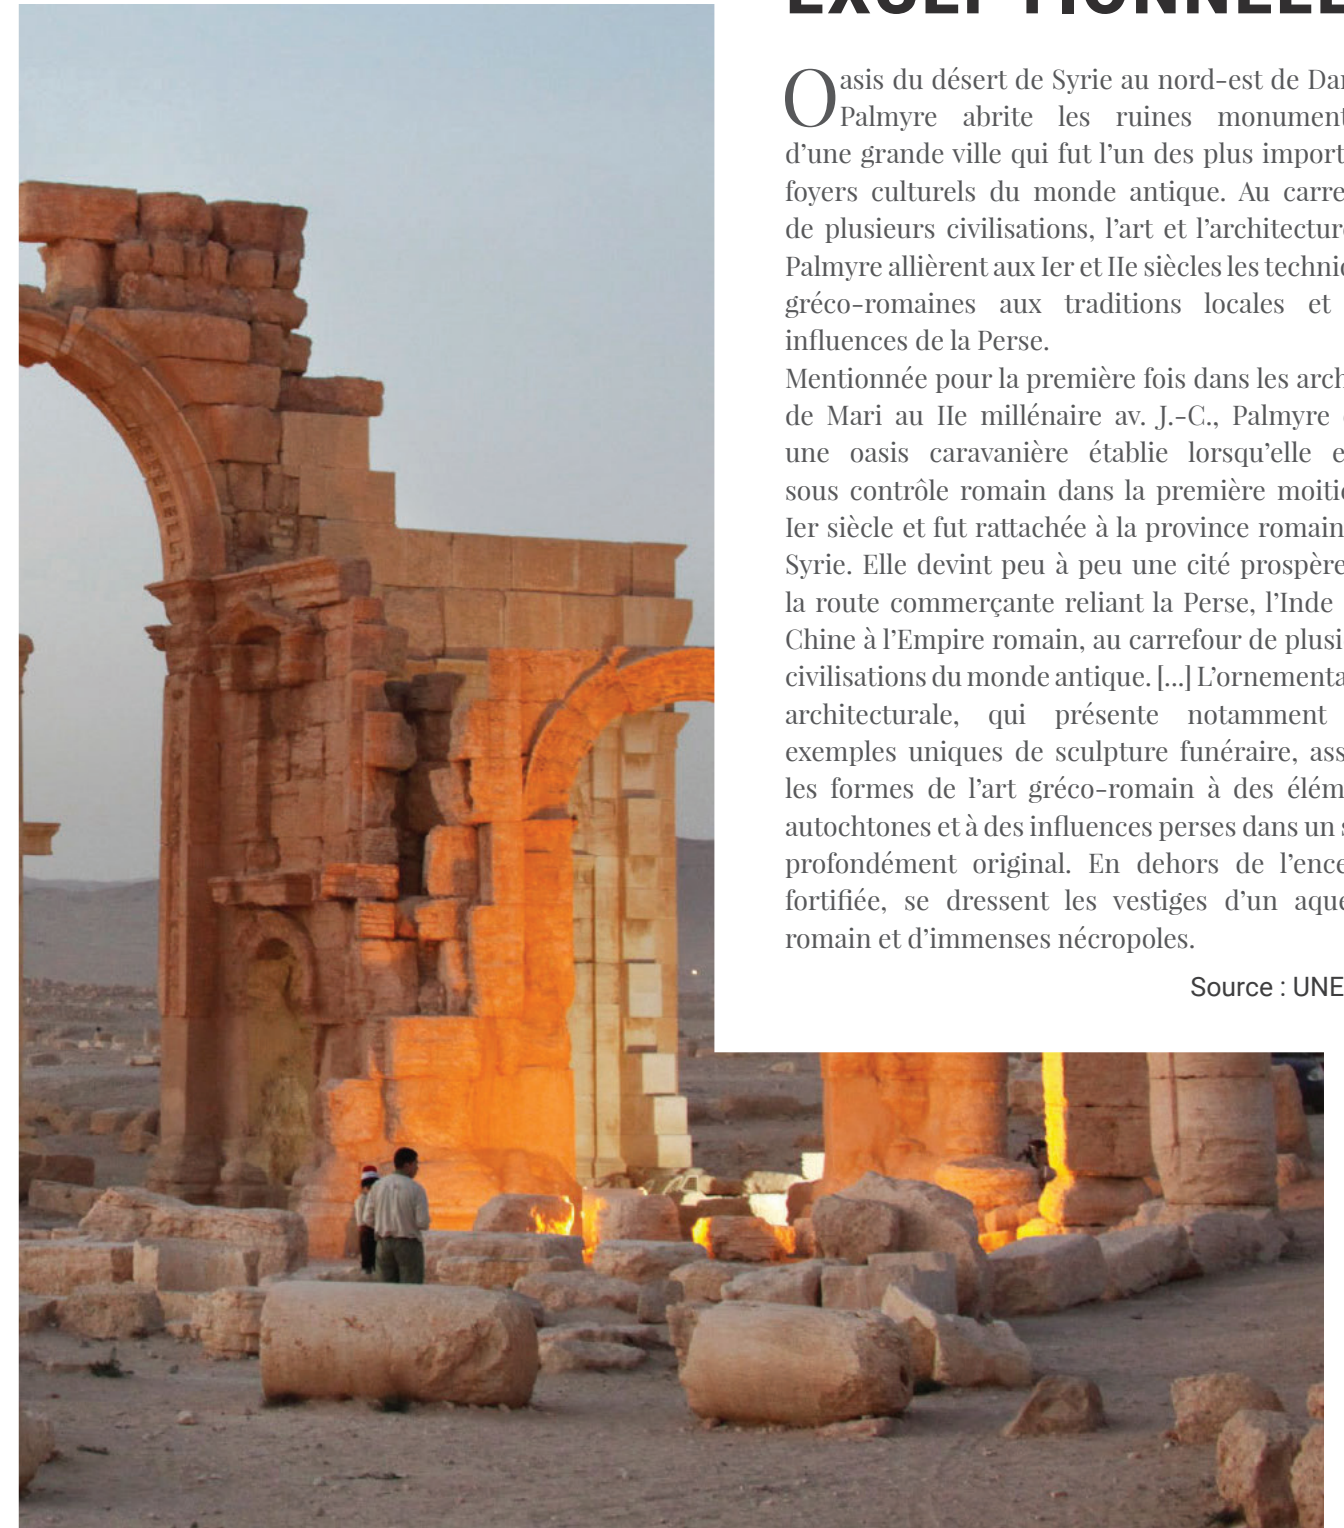 EXCEPTIONNELLE
Oasis du désert de Syrie au nord-est de
Palmyre abrite les ruines
d'une grande ville qui fut l'un des plus
foyers culturels du monde antique. Au
de plusieurs civilisations, l'art et
Palmyre allièrent aux Ier et IIe siècles les
gréco-romaines aux traditions locales et
influences de la Perse.
Mentionnée pour la première fois dans les
de Mari au IIe millénaire av. J.-C., Palmyre
une oasis caravanière établie lorsqu'elle
sous contrôle romain dans la première
Ier siècle et fut rattachée à la province
Syrie. Elle devint peu à peu une cité prospère
la route commerçante reliant la Perse, l'Inde
Chine à l'Empire romain, au carrefour de
civilisations du monde antique. [...]
architecturale, qui présente notamment
exemples uniques de sculpture funéraire,
les formes de l'art gréco-romain à des
autochtones et à des influences perses dans un
profondément original. En dehors de
fortifiée, se dressent les vestiges d'un
romain et d'immenses nécropoles.
Source :